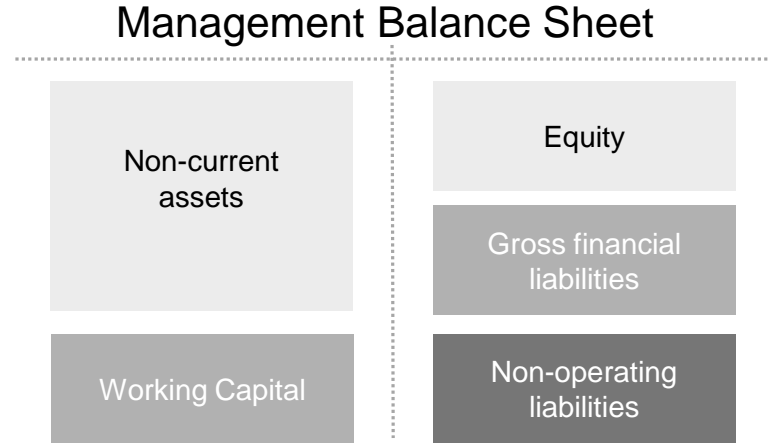 Management Balance Sheet
Non-current
assets
Working Capital
Equity
Gross financial
liabilities
Non-operating
liabilities